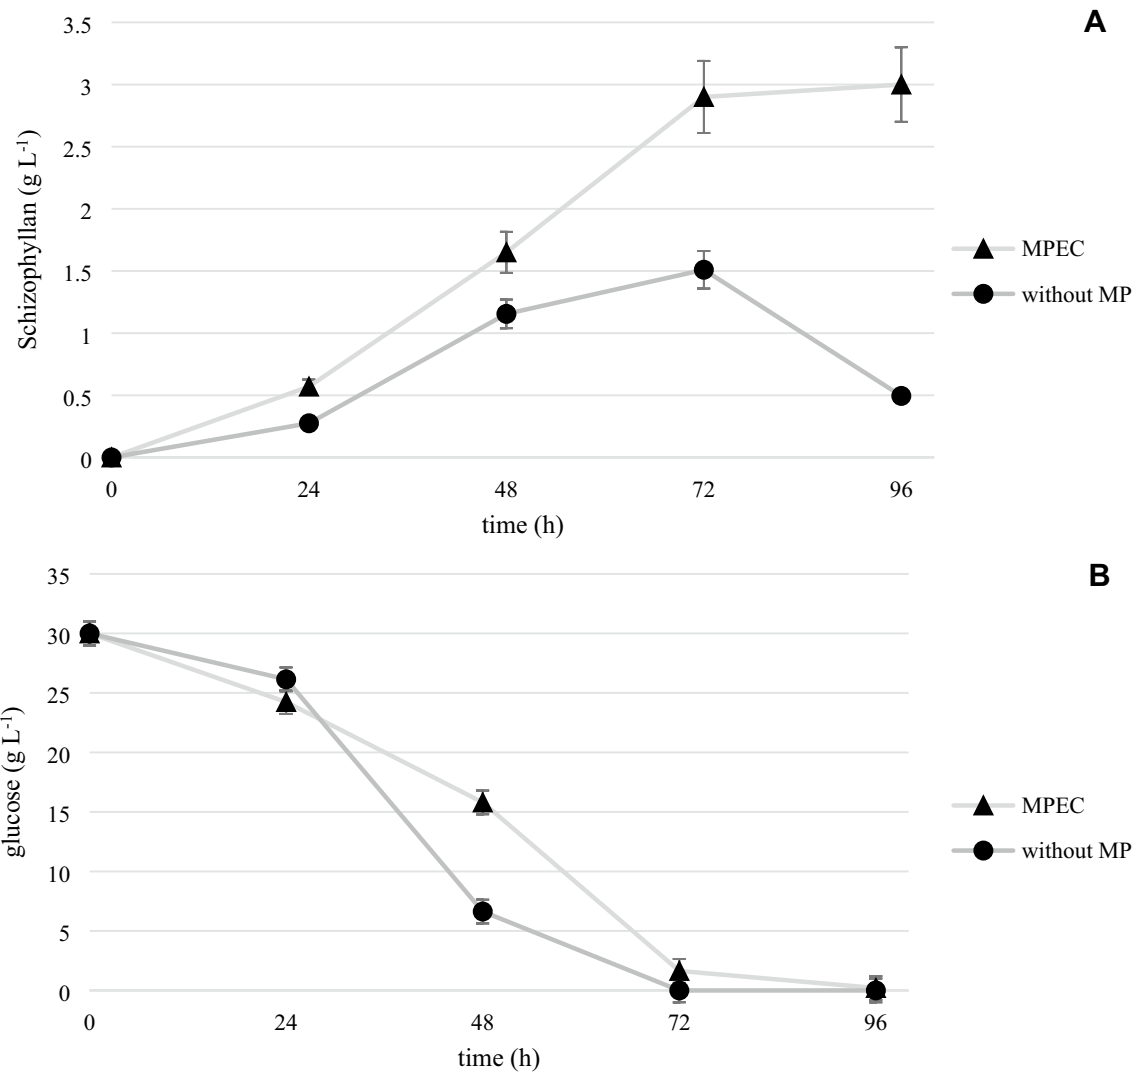 A
3.5
3
2.5
2
1.5
1
0.5
0
Schizophyllan (g L-1)
0 24 48 72 96
time (h)
MPEC
without MP
B
35
30
25
20
15
10
5
0
glucose (g L-1)
0 24 48 72 96
time (h)
MPEC
without MP